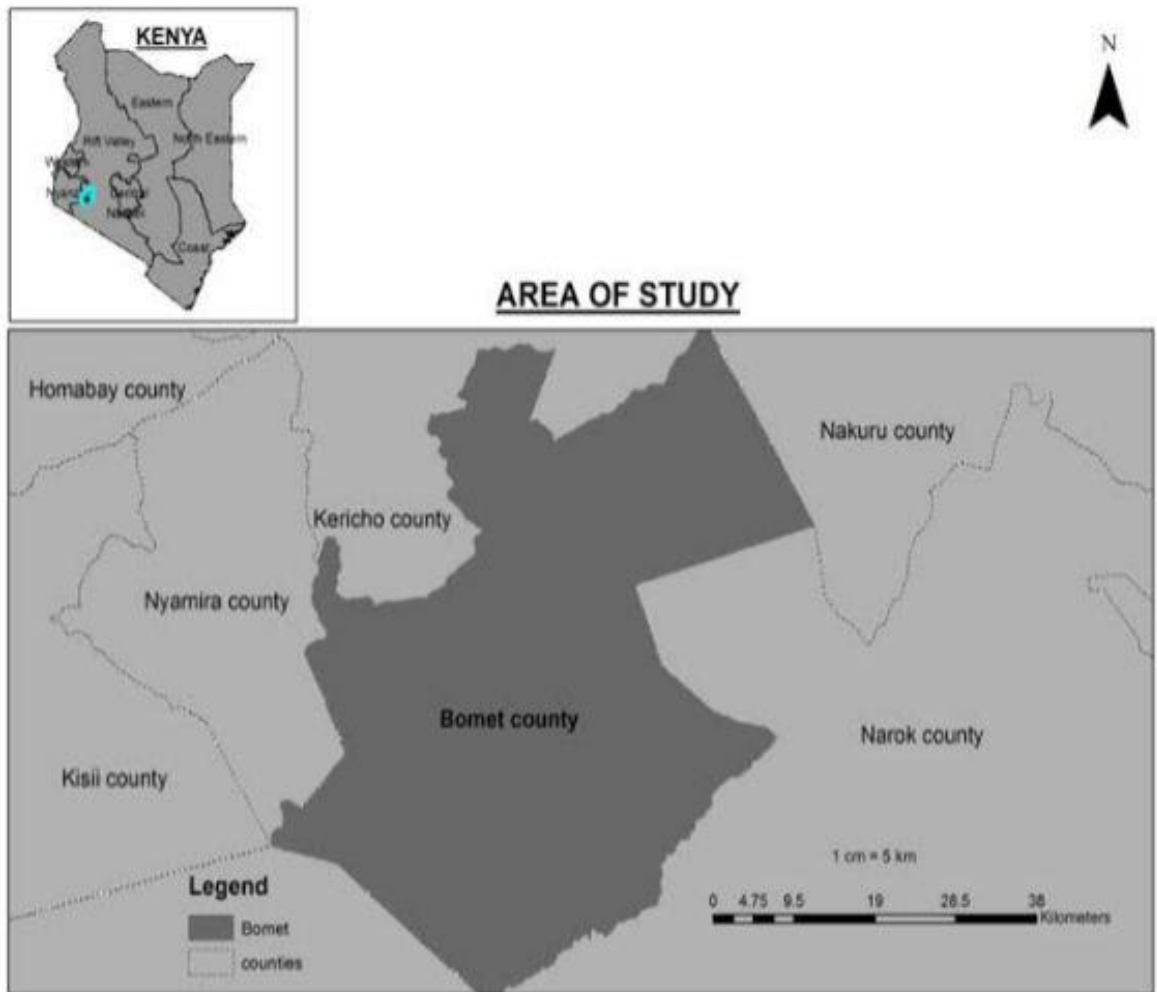 KENYA
N
Eastern
Rift Valley
North Eastern
Coast
AREA OF STUDY
Homabay county
Nakuru county
Kericho county
Nyamira county
Bomet county
Narok county
Kisii county
1 cm = 5 km
Legend
0 4.75 9.5 19 28.5 38
Kilometers
Bomet
counties